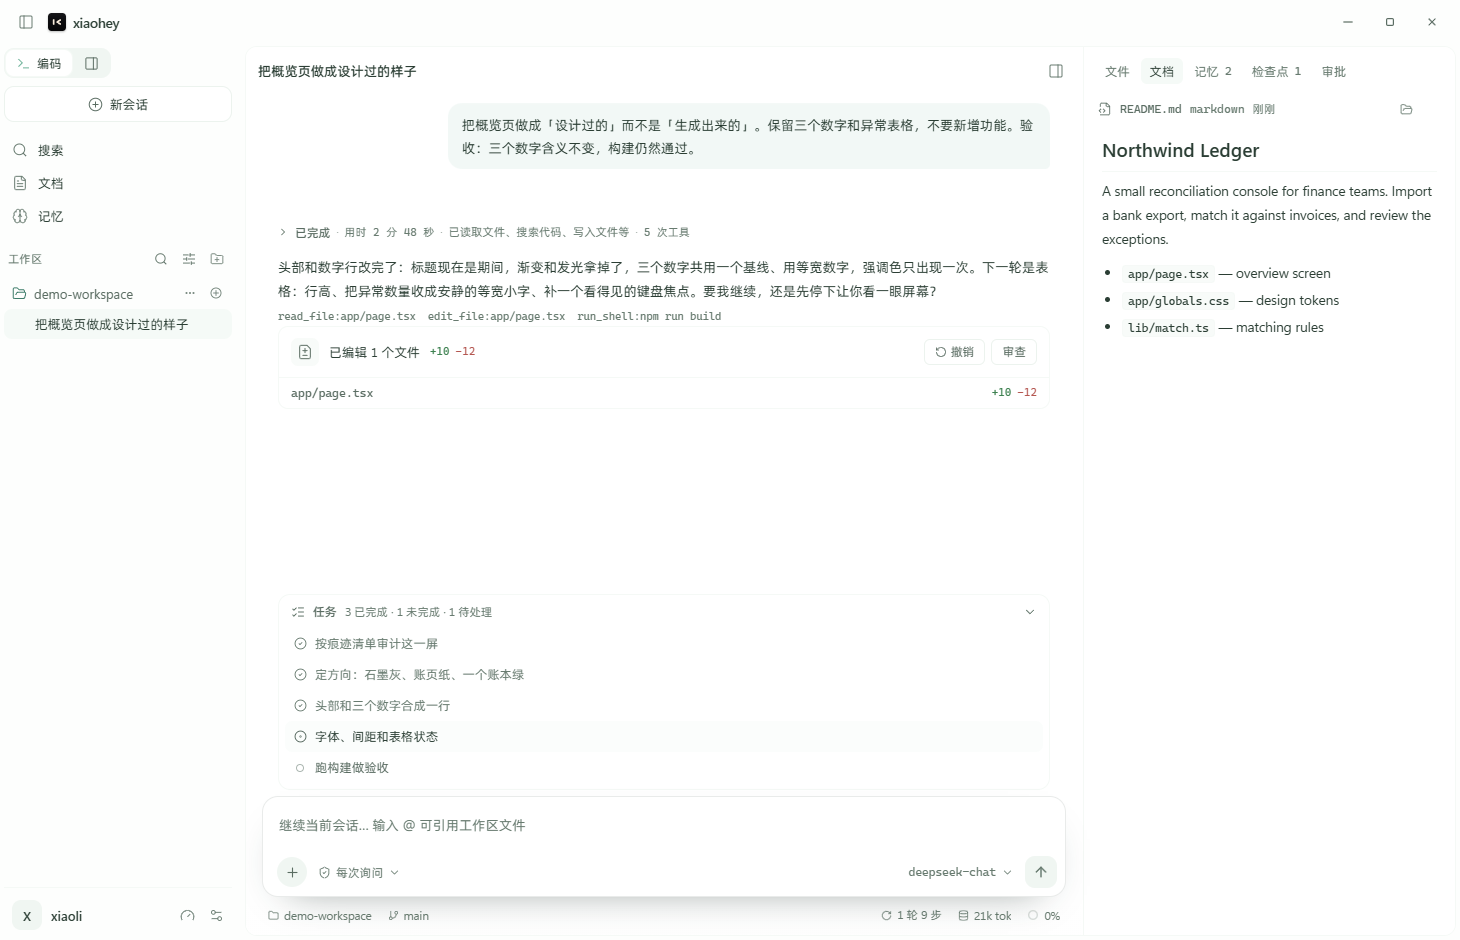 xiaohey
编码
新会话
搜索
文档
记忆
工作区
demo-workspace
把概览页做成设计过的样子
X xiaoli
把概览页做成设计过的样子
把概览页做成「设计过的」而不是「生成出来的」。保留三个数字和异常表格，不要新增功能。验
收：三个数字含义不变，构建仍然通过。
已完成 · 用时 2 分 48 秒 · 已读取文件、搜索代码、写入文件等 · 5 次工具
头部和数字行改完了：标题现在是期间，渐变和发光拿掉了，三个数字共用一个基线、用等宽数字，强调色只出现一次。下一轮是表
格：行高、把异常数量收成安静的等宽小字、补一个看得见的键盘焦点。要我继续，还是先停下让你看一眼屏幕？
read_file:app/page.tsx edit_file:app/page.tsx run_shell:npm run build
已编辑 1 个文件 +10 −12 撤销 审查
app/page.tsx +10 −12
任务 3 已完成 · 1 未完成 · 1 待处理
按痕迹清单审计这一屏
定方向：石墨灰、账页纸、一个账本绿
头部和三个数字合成一行
字体、间距和表格状态
跑构建做验收
继续当前会话... 输入 @ 可引用工作区文件
每次询问 deepseek-chat
demo-workspace main 1 轮 9 步 21k tok 0%
文件 文档 记忆 2 检查点 1 审批
README.md markdown 刚刚
Northwind Ledger
A small reconciliation console for finance teams. Import
a bank export, match it against invoices, and review the
exceptions.
• app/page.tsx — overview screen
• app/globals.css — design tokens
• lib/match.ts — matching rules